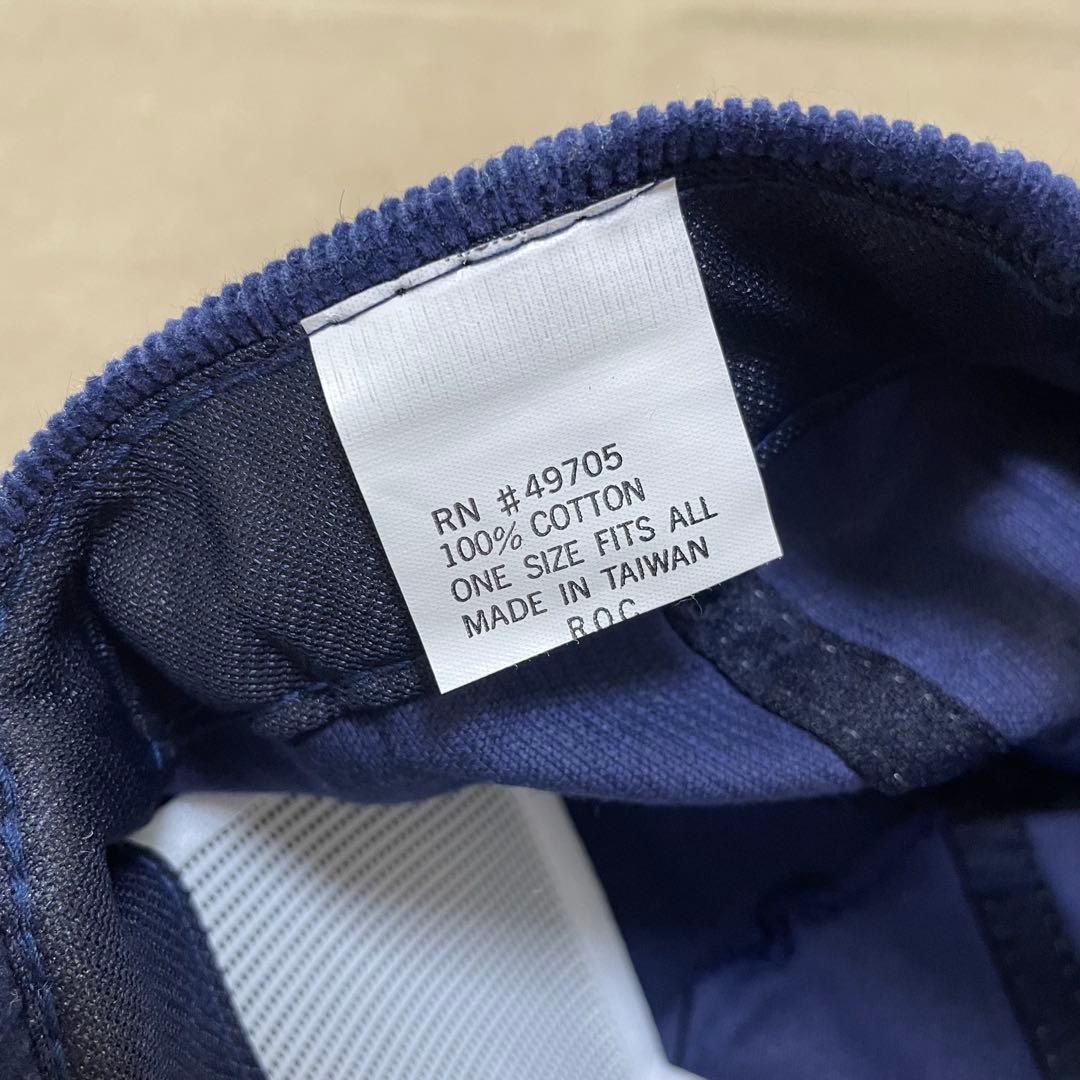 RN #49705
100% COTTON
ONE SIZE FITS ALL
MADE IN TAIWAN
R.O.C